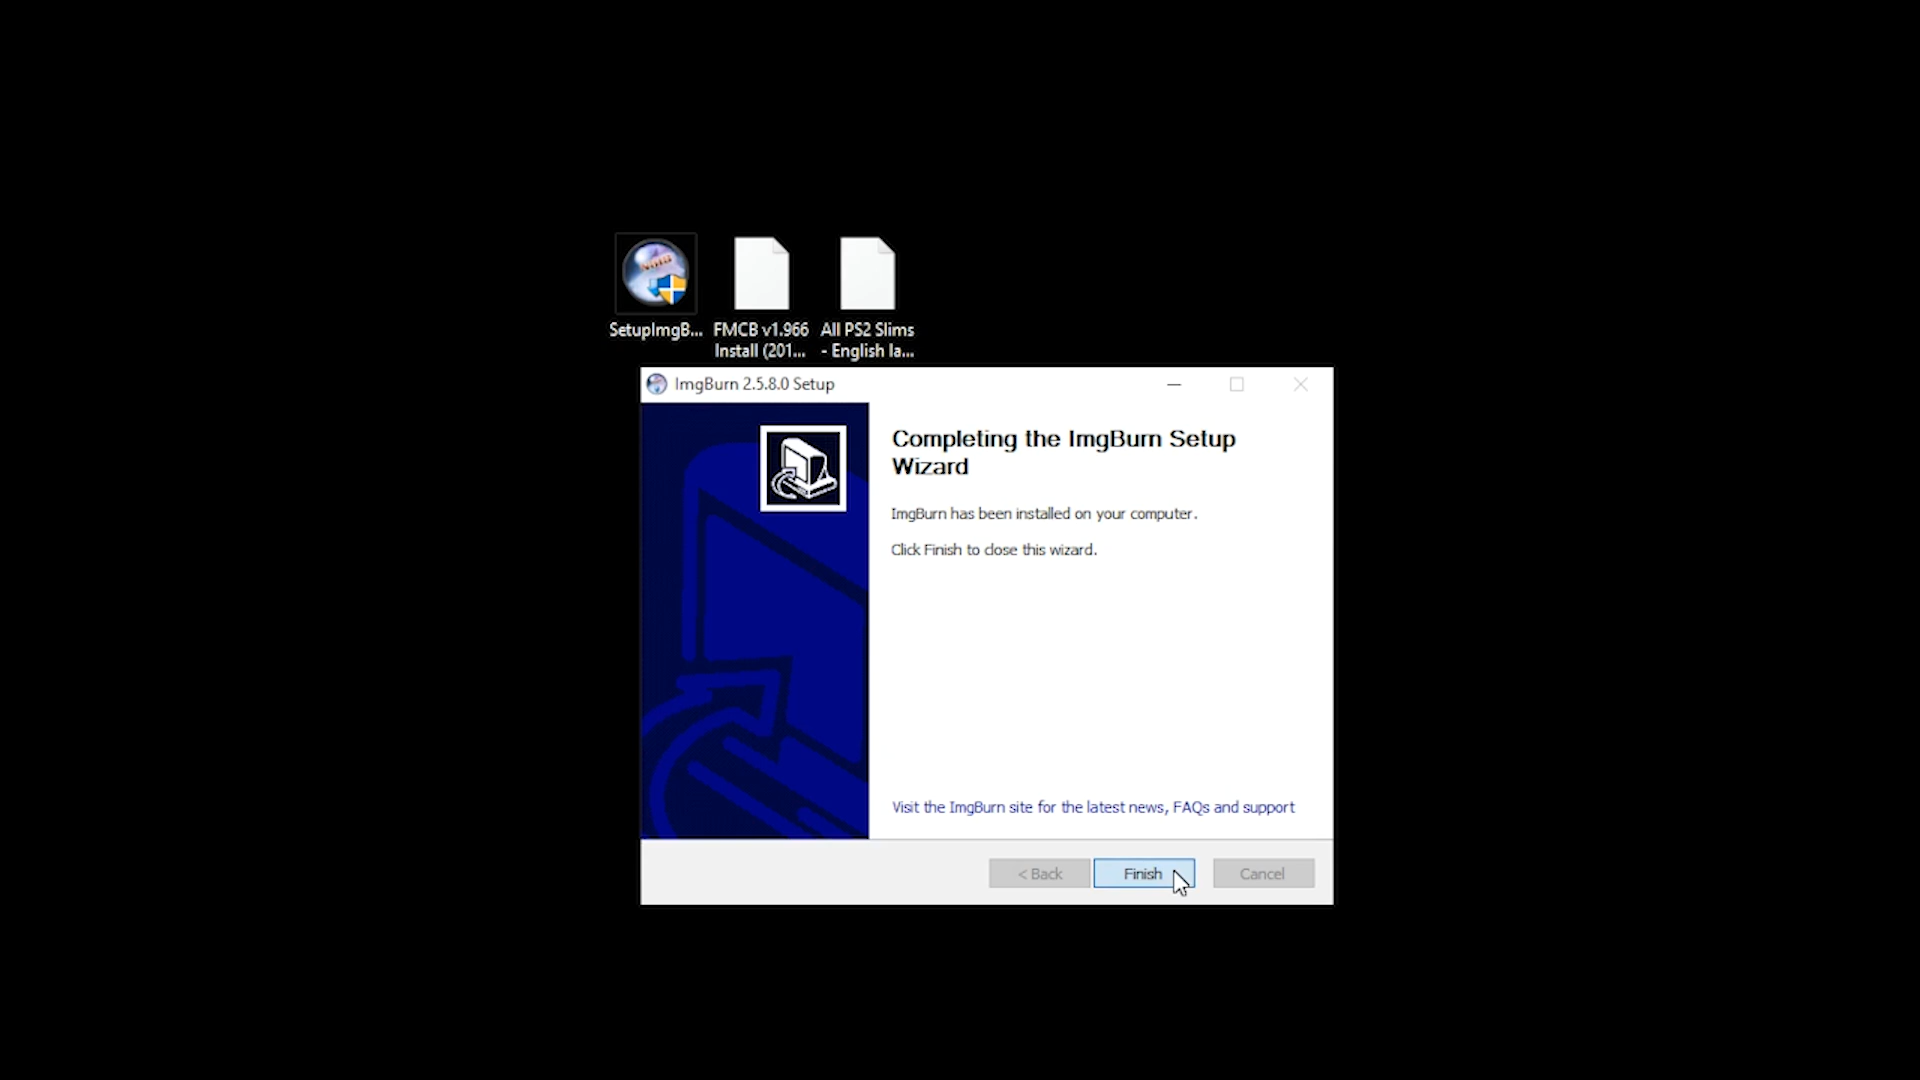 SetupImgB...
FMCB v1.966
Install (201...
All PS2 Slims
- English la...
ImgBurn 2.5.8.0 Setup
Completing the ImgBurn Setup
Wizard
ImgBurn has been installed on your computer.
Click Finish to close this wizard.
Visit the ImgBurn site for the latest news, FAQs and support
< Back
Finish
Cancel